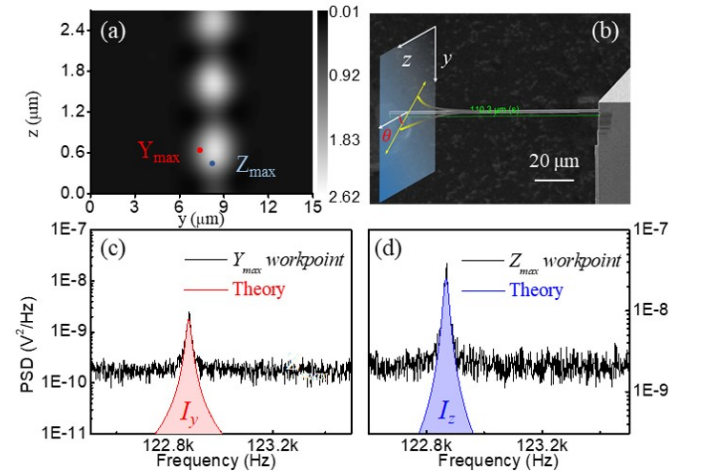 (a)
2.4
1.8
1.2
0.6
0.0
z (μm)
Y_max
Z_max
0 3 6 9 12 15
y (μm)
0.01
0.92
1.83
2.62
(b)
z
y
θ
110.3 μm (s)
20 μm
(c)
1E-7
1E-8
1E-9
1E-10
1E-11
PSD (V²/Hz)
Y_max workpoint
Theory
I_y
122.8k 123.2k
Frequency (Hz)
(d)
Z_max workpoint
Theory
I_z
1E-7
1E-8
1E-9
122.8k 123.2k
Frequency (Hz)